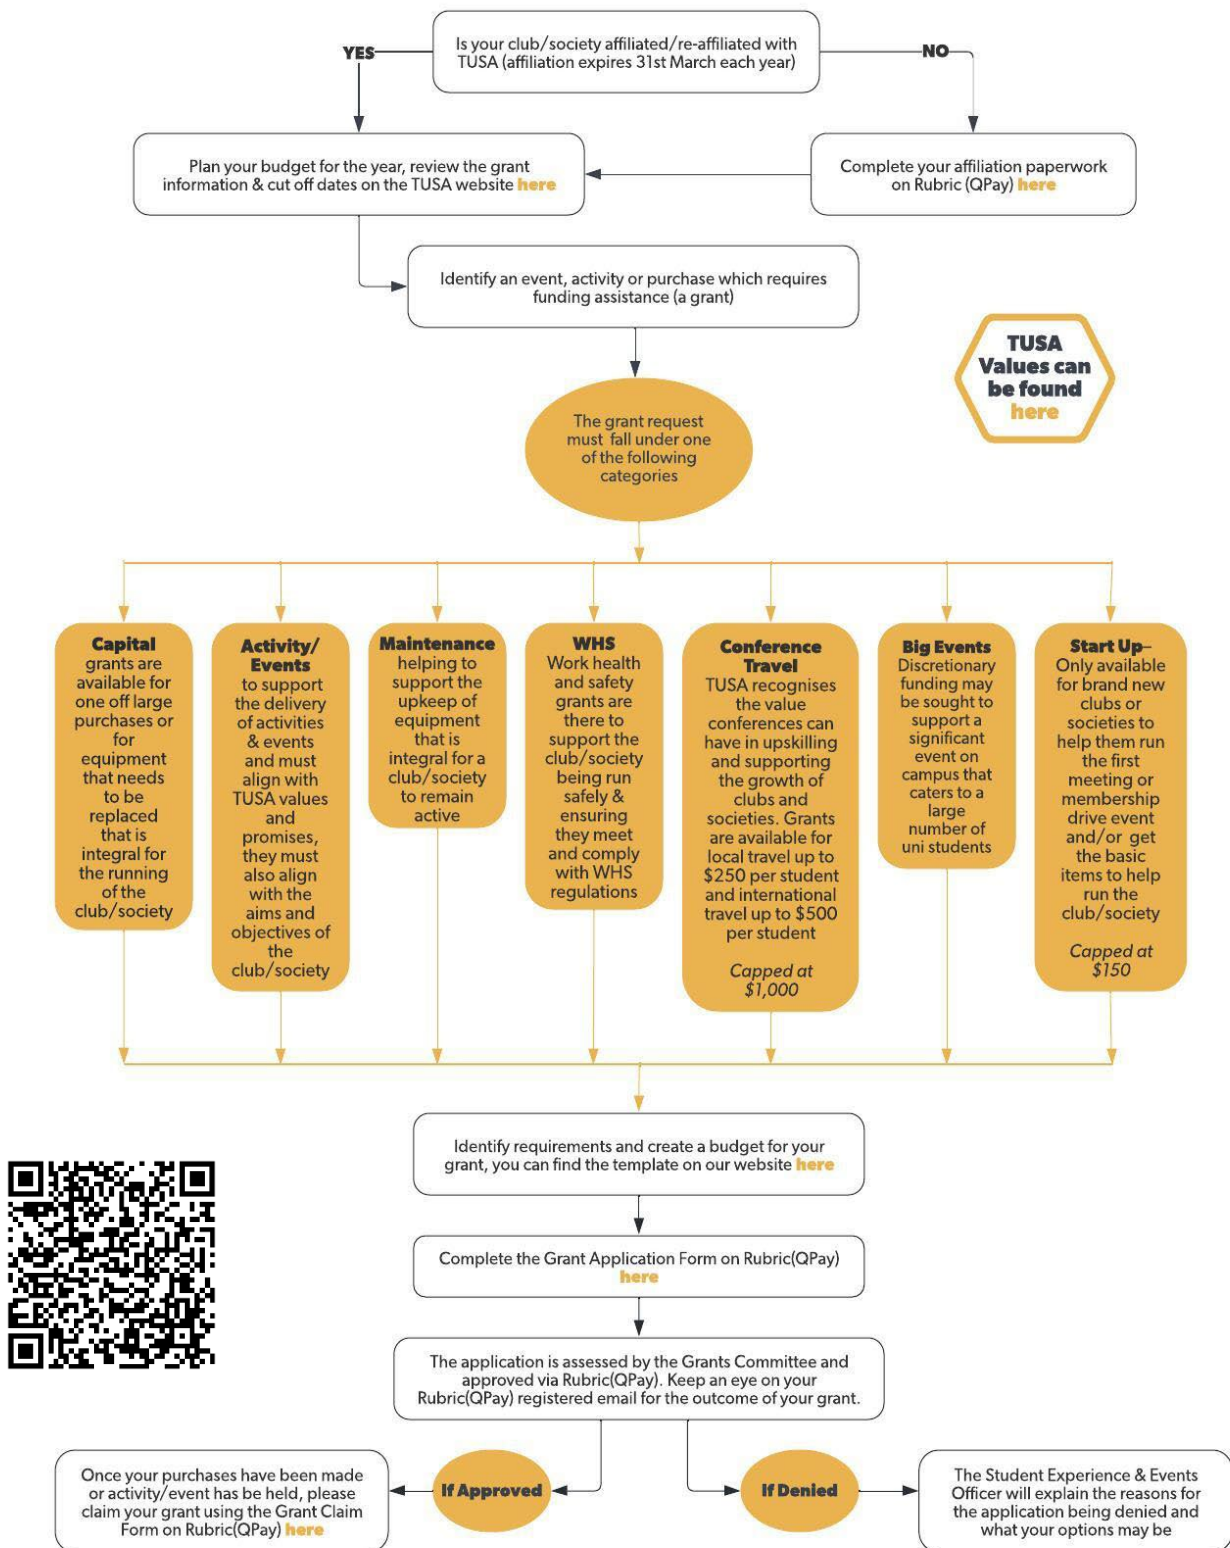 Is your club/society affiliated/re-affiliated with
TUSA (affiliation expires 31st March each year)
YES
NO
Plan your budget for the year, review the grant
information & cut off dates on the TUSA website here
Complete your affiliation paperwork
on Rubric (QPay) here
Identify an event, activity or purchase which requires
funding assistance (a grant)
TUSA
Values can
be found
here
The grant request
must fall under one
of the following
categories
Capital
grants are
available for
one off large
purchases or
for
equipment
that needs
to be
replaced
that is
integral for
the running
of the
club/society
Activity/
Events
to support
the delivery
of activities
& events
and must
align with
TUSA values
and
promises,
they must
also align
with the
aims and
objectives of
the
club/society
Maintenance
helping to
support the
upkeep of
equipment
that is
integral for a
club/society
to remain
active
WHS
Work health
and safety
grants are
there to
support the
club/society
being run
safely &
ensuring
they meet
and comply
with WHS
regulations
Conference
Travel
TUSA recognises
the value
conferences can
have in upskilling
and supporting
the growth of
clubs and
societies. Grants
are available for
local travel up to
$250 per student
and international
travel up to $500
per student
Capped at
$1,000
Big Events
Discretionary
funding may
be sought to
support a
significant
event on
campus that
caters to a
large
number of
uni students
Start Up–
Only available
for brand new
clubs or
societies to
help them run
the first
meeting or
membership
drive event
and/or get
the basic
items to help
run the
club/society
Capped at
$150
Identify requirements and create a budget for your
grant, you can find the template on our website here
Complete the Grant Application Form on Rubric(QPay)
here
The application is assessed by the Grants Committee and
approved via Rubric(QPay). Keep an eye on your
Rubric(QPay) registered email for the outcome of your grant.
Once your purchases have been made
or activity/event has be held, please
claim your grant using the Grant Claim
Form on Rubric(QPay) here
If Approved
If Denied
The Student Experience & Events
Officer will explain the reasons for
the application being denied and
what your options may be